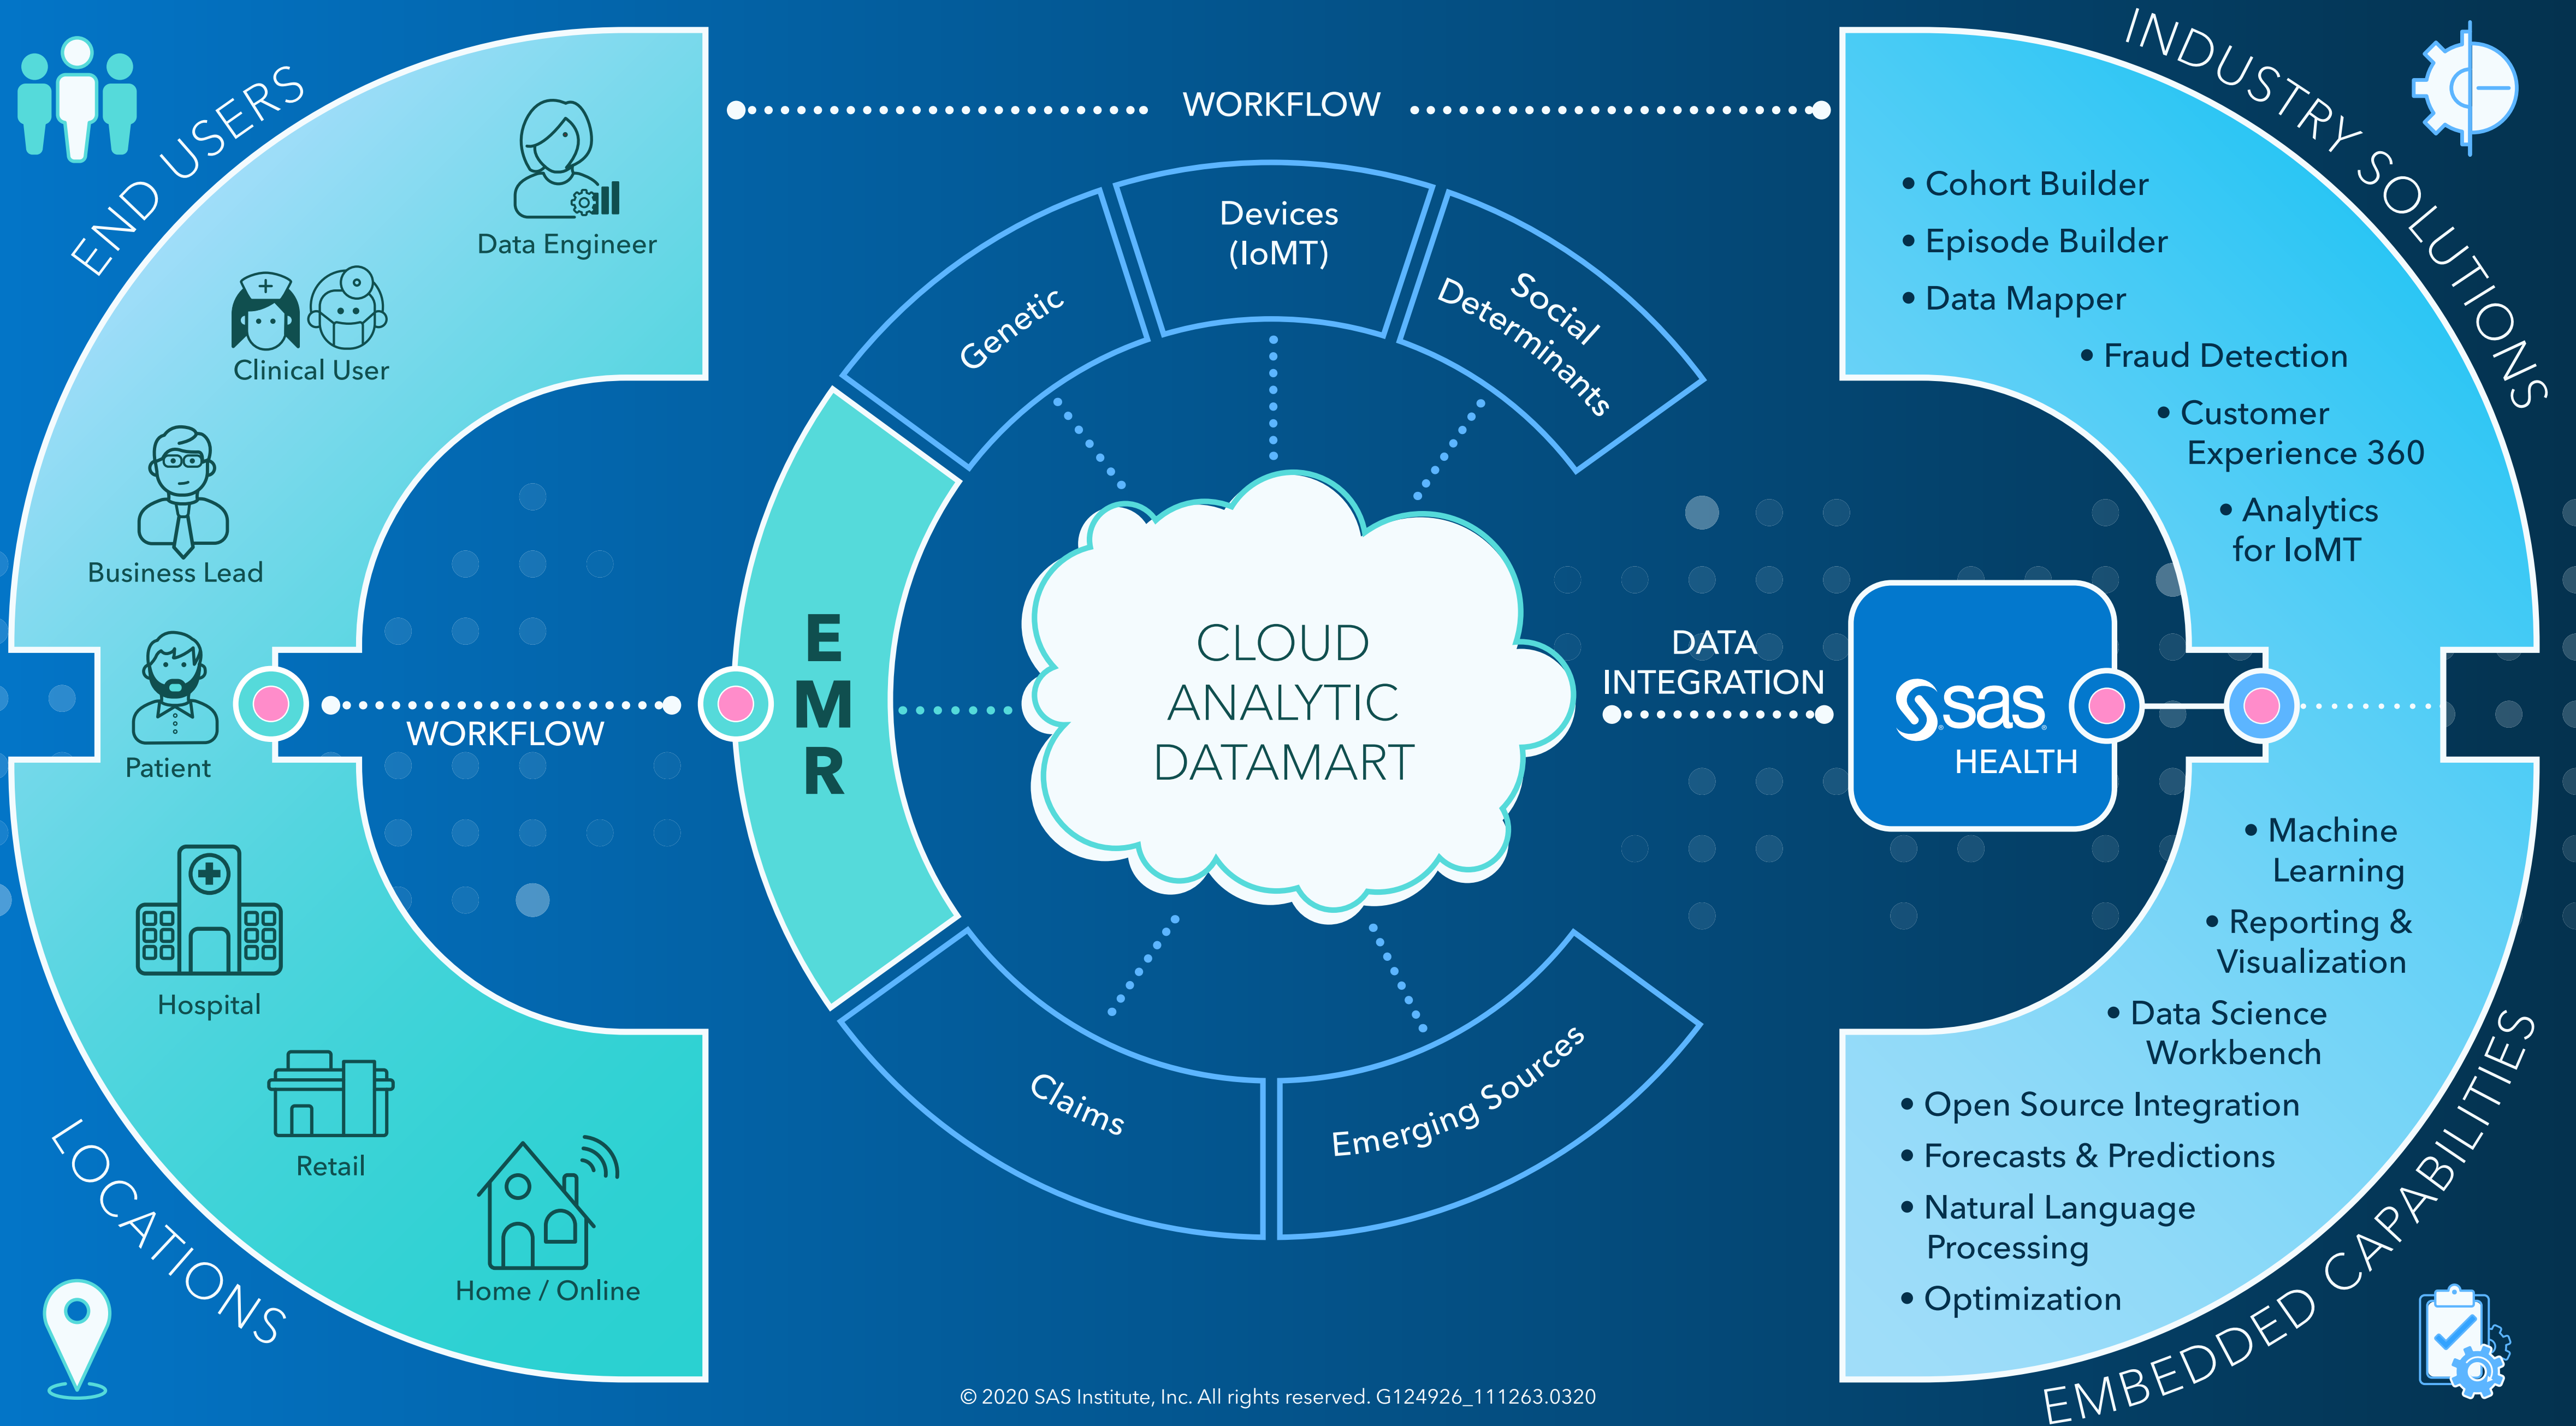 END USERS
Data Engineer
Clinical User
Business Lead
Patient
Hospital
Retail
Home / Online
LOCATIONS
WORKFLOW
WORKFLOW
Genetic
Devices
(IoMT)
Social
Determinants
E
M
R
CLOUD
ANALYTIC
DATAMART
Claims
Emerging Sources
DATA
INTEGRATION
sas
HEALTH
INDUSTRY SOLUTIONS
• Cohort Builder
• Episode Builder
• Data Mapper
• Fraud Detection
• Customer
Experience 360
• Analytics
for IoMT
• Machine
Learning
• Reporting &
Visualization
• Data Science
Workbench
• Open Source Integration
• Forecasts & Predictions
• Natural Language
Processing
• Optimization
EMBEDDED CAPABILITIES
© 2020 SAS Institute, Inc. All rights reserved. G124926_111263.0320